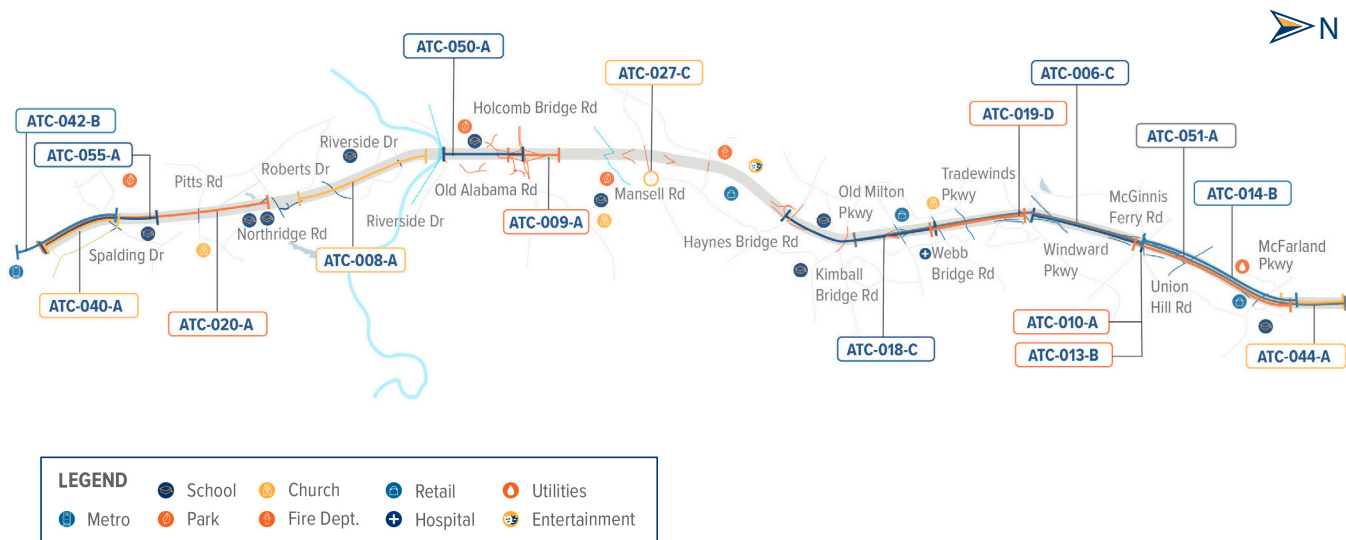 N
ATC-050-A
ATC-027-C
ATC-006-C
Holcomb Bridge Rd
ATC-019-D
ATC-042-B
ATC-051-A
ATC-055-A
Riverside Dr
Roberts Dr
Pitts Rd
Old Alabama Rd
Mansell Rd
Old Milton
Pkwy
Tradewinds
Pkwy
McGinnis
Ferry Rd
ATC-014-B
Riverside Dr
ATC-009-A
Northridge Rd
Spalding Dr
Haynes Bridge Rd
Webb
Bridge Rd
Windward
Pkwy
McFarland
Pkwy
ATC-008-A
Kimball
Bridge Rd
Union
Hill Rd
ATC-040-A
ATC-020-A
ATC-010-A
ATC-018-C
ATC-013-B
ATC-044-A
LEGEND
School
Church
Retail
Utilities
Metro
Park
Fire Dept.
Hospital
Entertainment